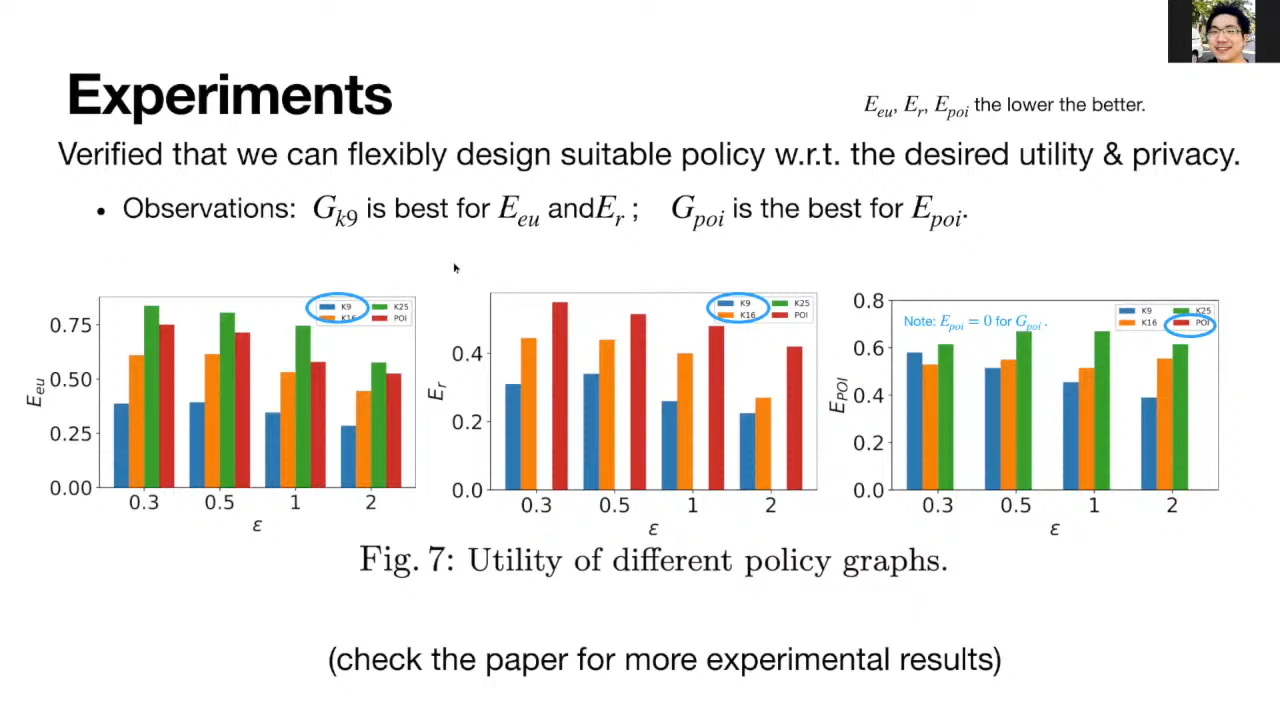 Experiments
E_eu, E_r, E_poi the lower the better.
Verified that we can flexibly design suitable policy w.r.t. the desired utility & privacy.
• Observations: G_k9 is best for E_eu andE_r ; G_poi is the best for E_poi.
K9 K25
K16 POI
0.75
0.50
0.25
0.00
E_eu
0.3 0.5 1 2
ε
K9 K25
K16 POI
0.4
0.2
0.0
E_r
0.3 0.5 1 2
ε
K9 K25
K16 POI
Note: E_poi = 0 for G_poi .
0.8
0.6
0.4
0.2
0.0
E_POI
0.3 0.5 1 2
ε
Fig. 7: Utility of different policy graphs.
(check the paper for more experimental results)